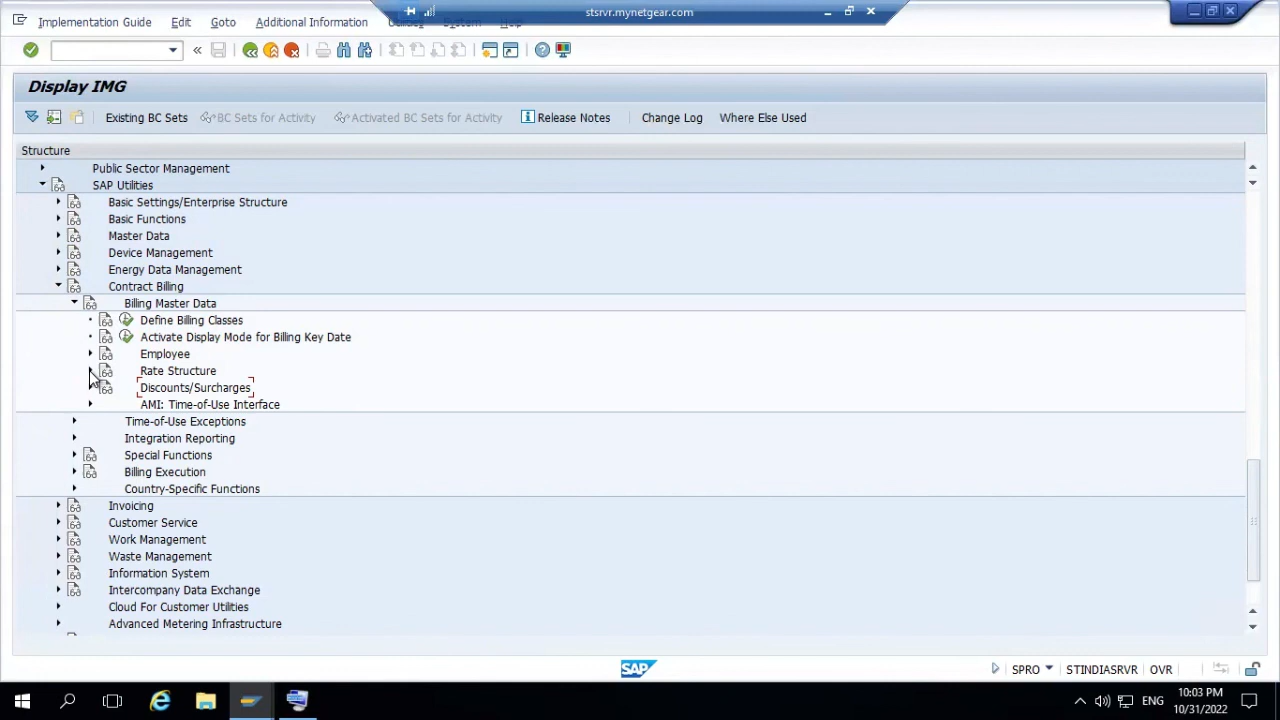 Implementation Guide Edit Goto Additional Information Utilities System Help
stsrvr.mynetgear.com
Display IMG
Existing BC Sets BC Sets for Activity Activated BC Sets for Activity Release Notes Change Log Where Else Used
Structure
Public Sector Management
SAP Utilities
Basic Settings/Enterprise Structure
Basic Functions
Master Data
Device Management
Energy Data Management
Contract Billing
Billing Master Data
Define Billing Classes
Activate Display Mode for Billing Key Date
Employee
Rate Structure
Discounts/Surcharges
AMI: Time-of-Use Interface
Time-of-Use Exceptions
Integration Reporting
Special Functions
Billing Execution
Country-Specific Functions
Invoicing
Customer Service
Work Management
Waste Management
Information System
Intercompany Data Exchange
Cloud For Customer Utilities
Advanced Metering Infrastructure
SAP SPRO STINDIASRVR OVR
ENG 10:03 PM
10/31/2022